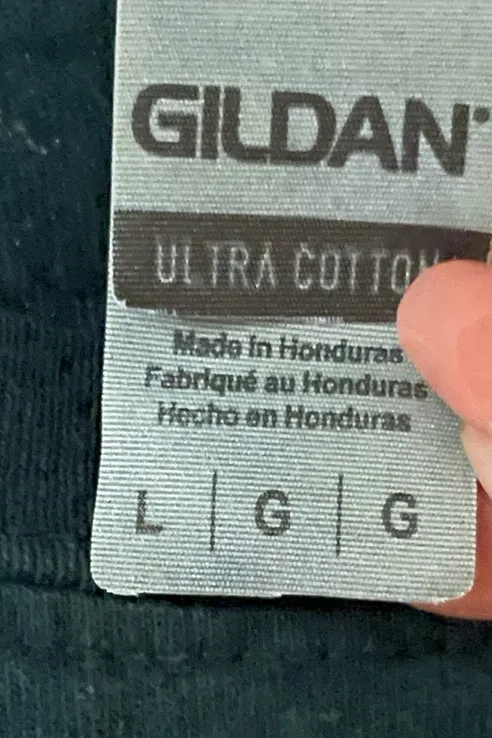 GILDAN®
ULTRA COTTON
Made in Honduras
Fabriqué au Honduras
Hecho en Honduras
L | G | G